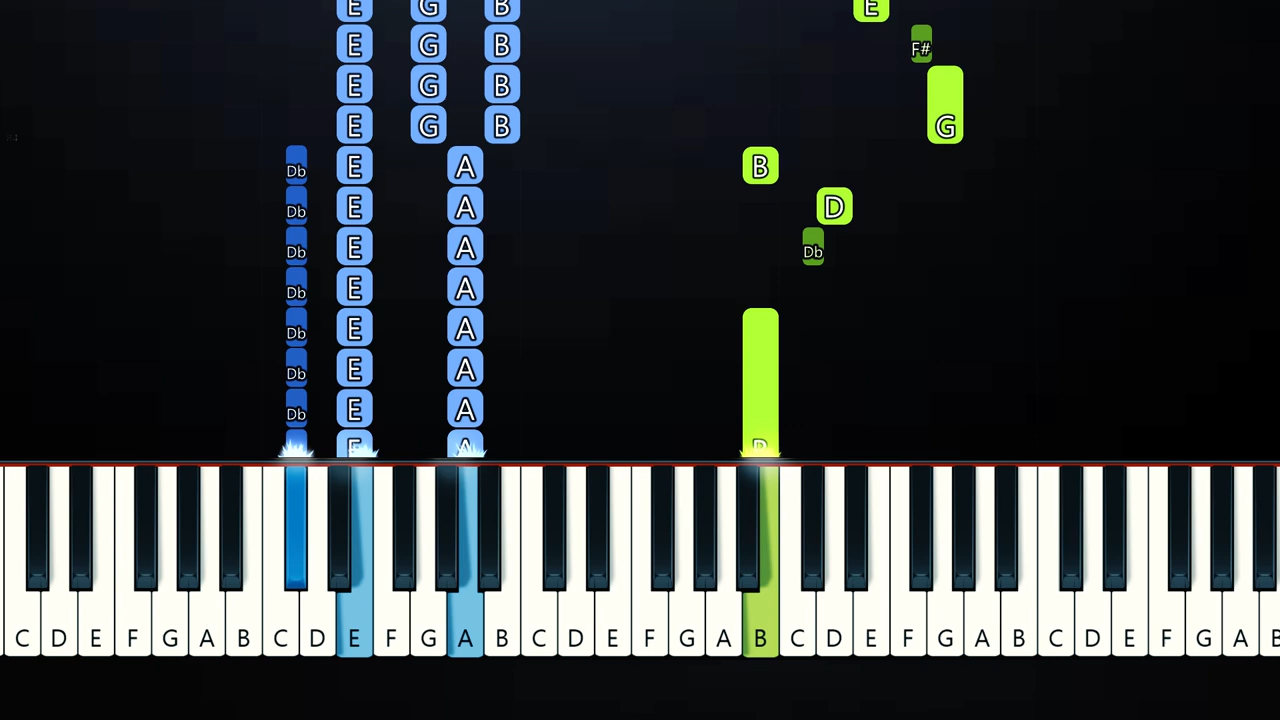 E G B E
E G B F#
E G B
E G B G
Db E A B
Db E A D
Db E A Db
Db E A
Db E A
Db E A
Db E A
E A B
C D E F G A B C D E F G A B C D E F G A B C D E F G A B C D E F G A B